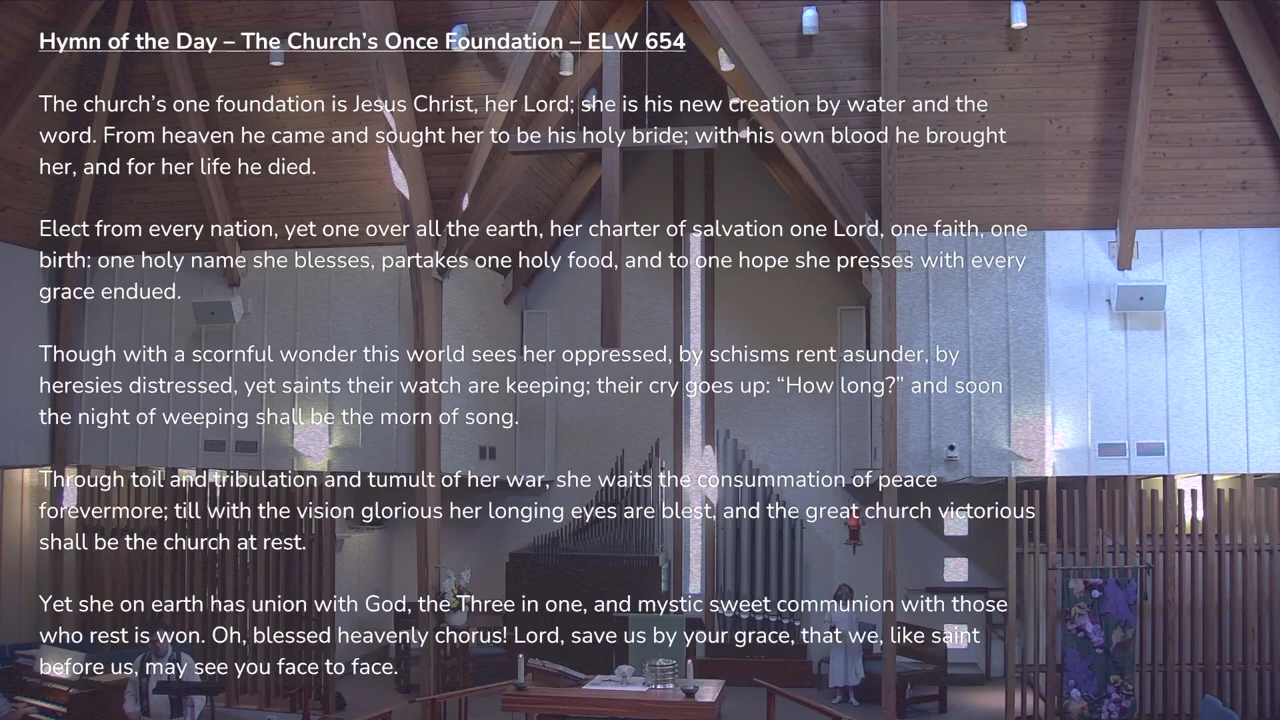 Hymn of the Day – The Church’s Once Foundation – ELW 654
The church’s one foundation is Jesus Christ, her Lord; she is his new creation by water and the
word. From heaven he came and sought her to be his holy bride; with his own blood he brought
her, and for her life he died.
Elect from every nation, yet one over all the earth, her charter of salvation one Lord, one faith, one
birth: one holy name she blesses, partakes one holy food, and to one hope she presses with every
grace endued.
Though with a scornful wonder this world sees her oppressed, by schisms rent asunder, by
heresies distressed, yet saints their watch are keeping; their cry goes up: “How long?” and soon
the night of weeping shall be the morn of song.
Through toil and tribulation and tumult of her war, she waits the consummation of peace
forevermore; till with the vision glorious her longing eyes are blest, and the great church victorious
shall be the church at rest.
Yet she on earth has union with God, the Three in one, and mystic sweet communion with those
who rest is won. Oh, blessed heavenly chorus! Lord, save us by your grace, that we, like saint
before us, may see you face to face.